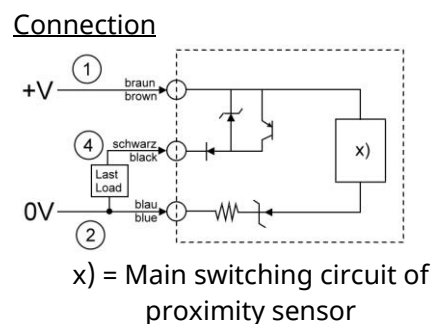 Connection
1
+V
braun
brown
4
schwarz
black
x)
Last
Load
0V
blau
blue
2
x) = Main switching circuit of
proximity sensor